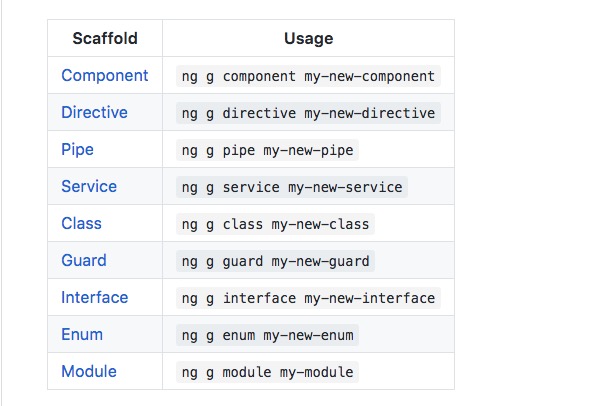 Scaffold Usage
Component ng g component my-new-component
Directive ng g directive my-new-directive
Pipe ng g pipe my-new-pipe
Service ng g service my-new-service
Class ng g class my-new-class
Guard ng g guard my-new-guard
Interface ng g interface my-new-interface
Enum ng g enum my-new-enum
Module ng g module my-module